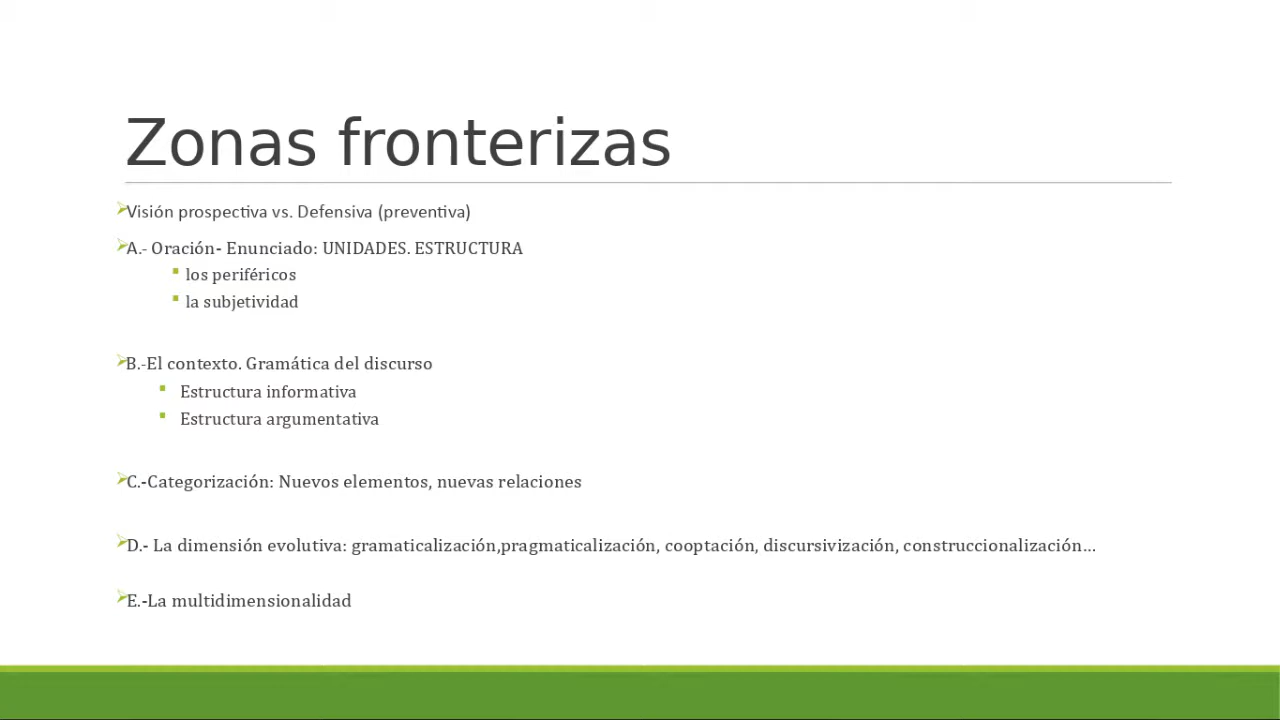 Zonas fronterizas
Visión prospectiva vs. Defensiva (preventiva)
A.- Oración- Enunciado: UNIDADES. ESTRUCTURA
los periféricos
la subjetividad
B.-El contexto. Gramática del discurso
Estructura informativa
Estructura argumentativa
C.-Categorización: Nuevos elementos, nuevas relaciones
D.- La dimensión evolutiva: gramaticalización,pragmaticalización, cooptación, discursivización, construccionalización...
E.-La multidimensionalidad